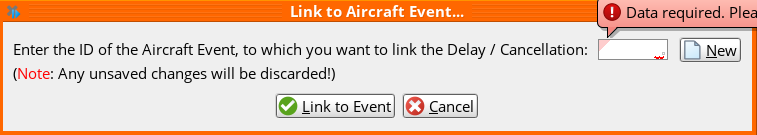 Link to Aircraft Event...
Data required. Plea
Enter the ID of the Aircraft Event, to which you want to link the Delay / Cancellation:
New
(Note: Any unsaved changes will be discarded!)
Link to Event
Cancel